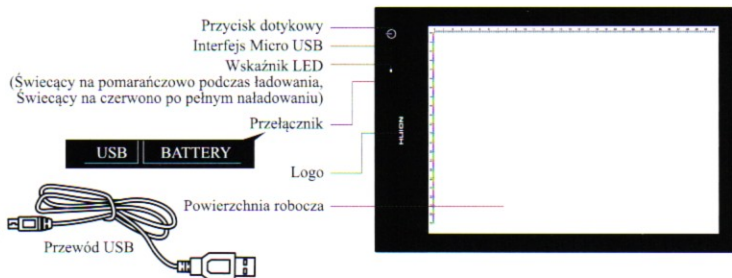 Przycisk dotykowy
Interfejs Micro USB
Wskaźnik LED
(Świecący na pomarańczowo podczas ładowania,
Świecący na czerwono po pełnym naładowaniu)
Przełącznik
USB BATTERY
Logo
Powierzchnia robocza
Przewód USB
HUION